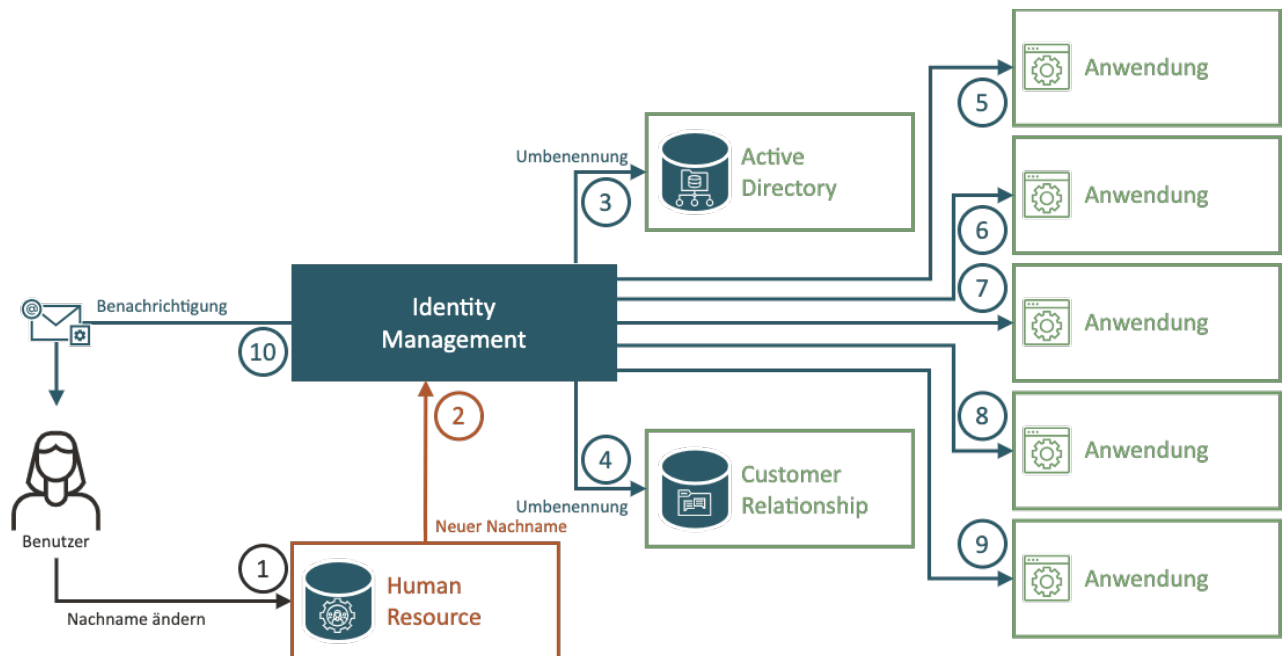 Anwendung
5
Umbenennung
Active
Directory
3
Anwendung
6
7
Benachrichtigung
Identity
Management
Anwendung
10
2
8
4
Customer
Relationship
Anwendung
Umbenennung
Neuer Nachname
Benutzer
9
1
Human
Resource
Anwendung
Nachname ändern